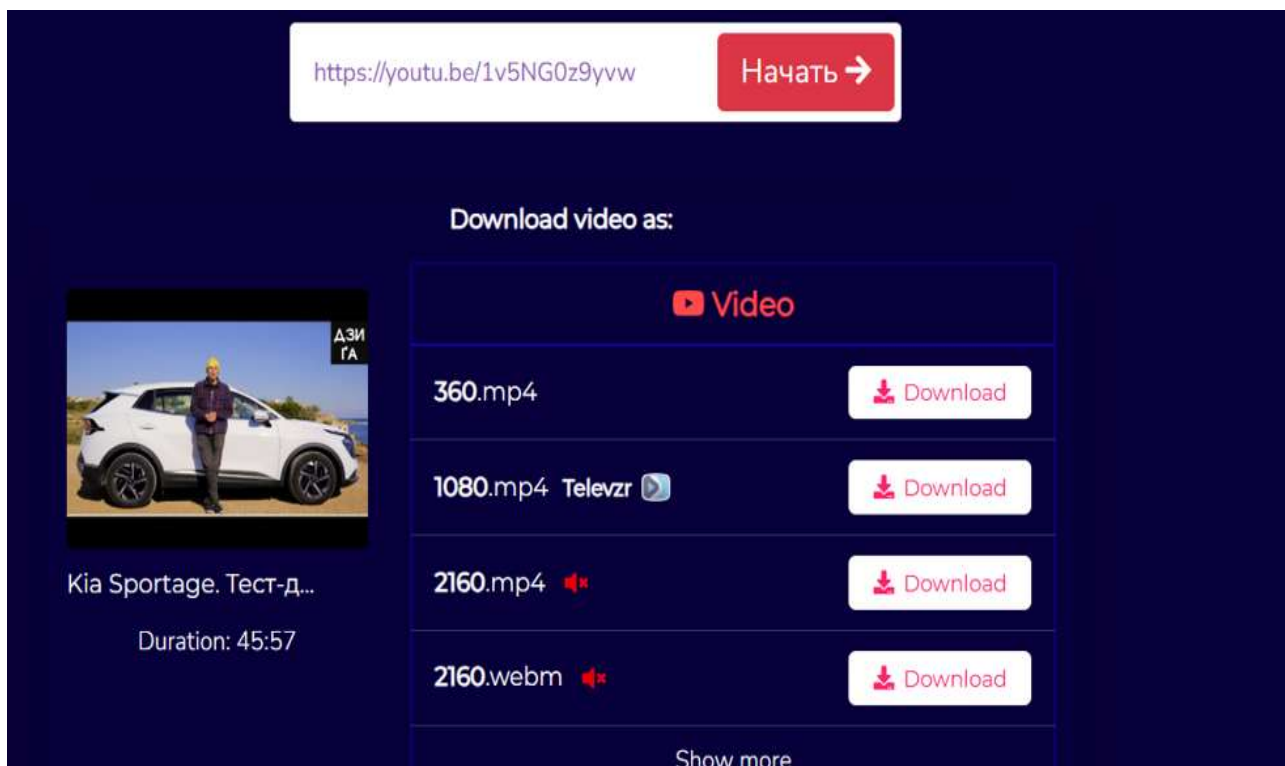 https://youtu.be/1v5NG0z9yvw
Начать
Download video as:
Video
ДЗИ
ҐА
360.mp4 Download
1080.mp4 Televzr Download
2160.mp4 Download
2160.webm Download
Kia Sportage. Тест-д...
Duration: 45:57
Show more